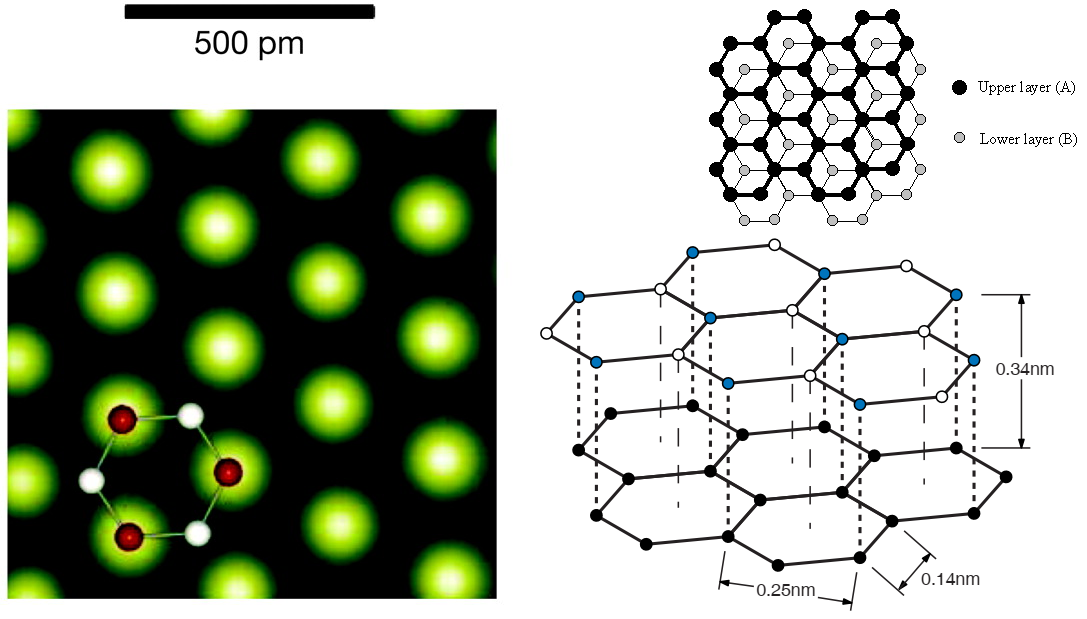 500 pm
Upper layer (A)
Lower layer (B)
0.34nm
0.14nm
0.25nm